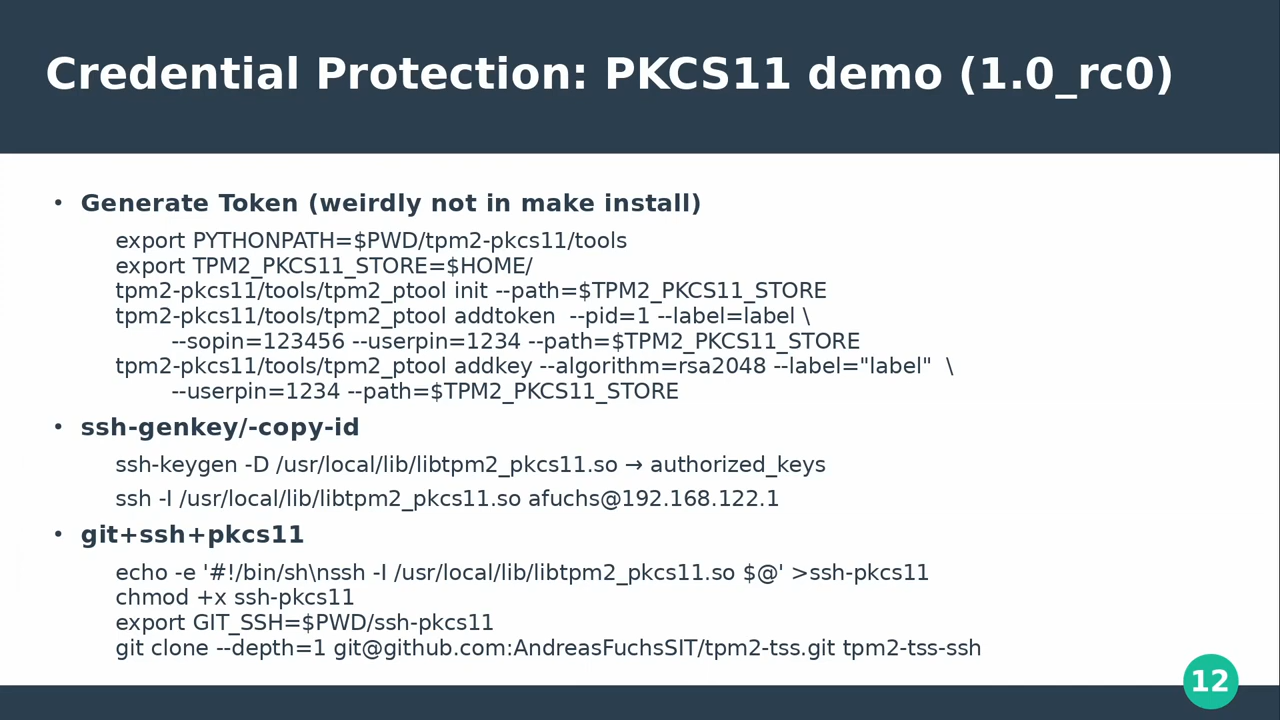 Credential Protection: PKCS11 demo (1.0_rc0)
• Generate Token (weirdly not in make install)
export PYTHONPATH=$PWD/tpm2-pkcs11/tools
export TPM2_PKCS11_STORE=$HOME/
tpm2-pkcs11/tools/tpm2_ptool init --path=$TPM2_PKCS11_STORE
tpm2-pkcs11/tools/tpm2_ptool addtoken  --pid=1 --label=label \
--sopin=123456 --userpin=1234 --path=$TPM2_PKCS11_STORE
tpm2-pkcs11/tools/tpm2_ptool addkey --algorithm=rsa2048 --label="label"  \
--userpin=1234 --path=$TPM2_PKCS11_STORE
• ssh-genkey/-copy-id
ssh-keygen -D /usr/local/lib/libtpm2_pkcs11.so → authorized_keys
ssh -I /usr/local/lib/libtpm2_pkcs11.so afuchs@192.168.122.1
• git+ssh+pkcs11
echo -e '#!/bin/sh\nssh -I /usr/local/lib/libtpm2_pkcs11.so $@' >ssh-pkcs11
chmod +x ssh-pkcs11
export GIT_SSH=$PWD/ssh-pkcs11
git clone --depth=1 git@github.com:AndreasFuchsSIT/tpm2-tss.git tpm2-tss-ssh
12